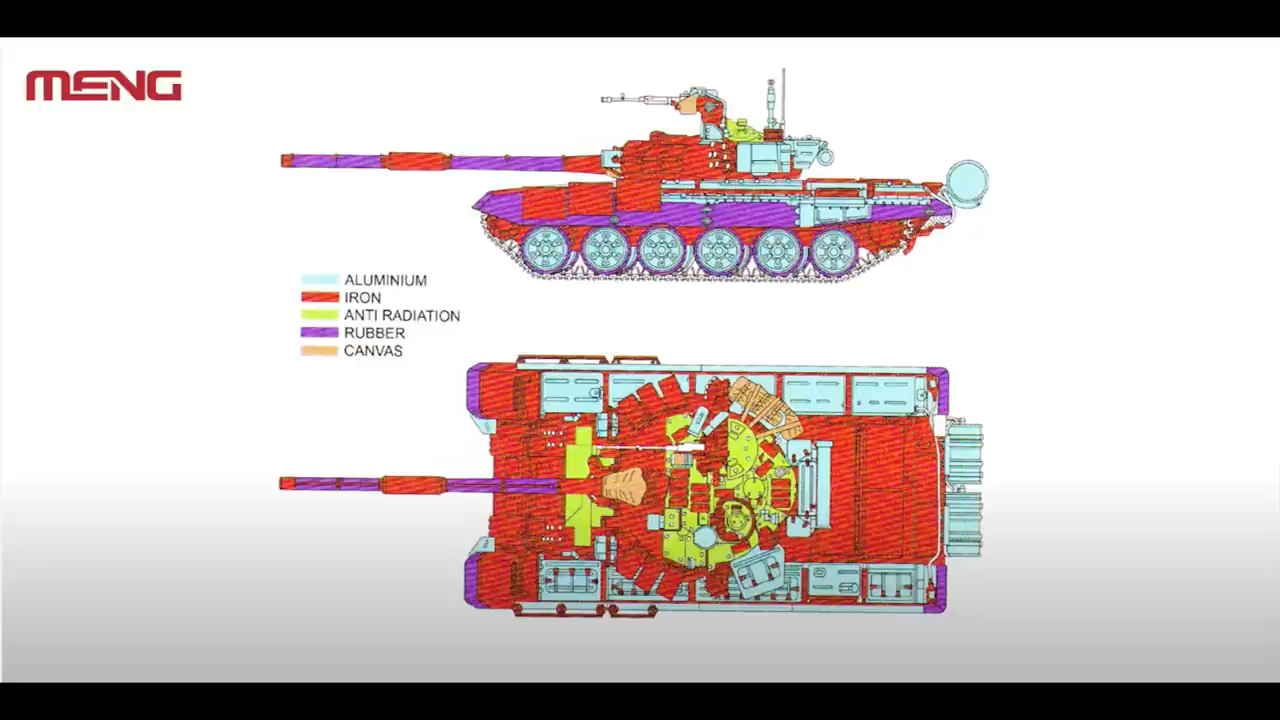 MENG
ALUMINIUM
IRON
ANTI RADIATION
RUBBER
CANVAS